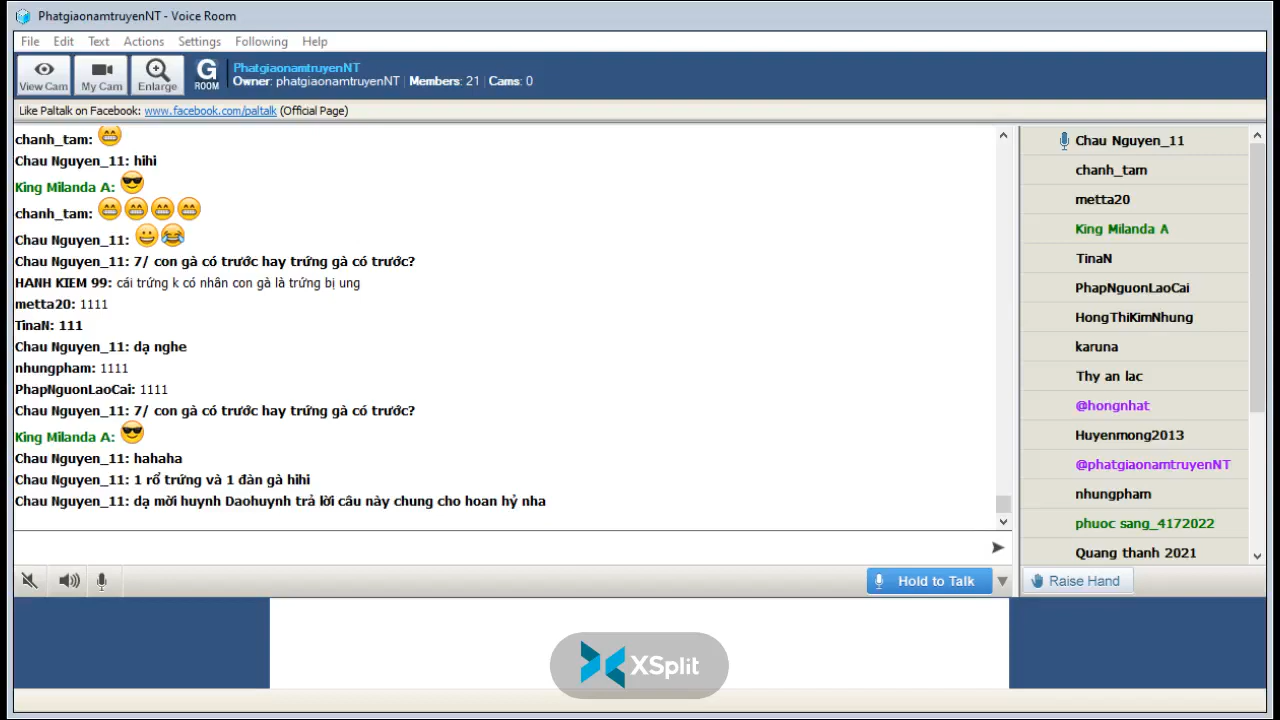 PhatgiaonamtruyenNT - Voice Room
File Edit Text Actions Settings Following Help
View Cam
My Cam
Enlarge
G ROOM
PhatgiaonamtruyenNT
Owner: phatgiaonamtruyenNT | Members: 21 | Cams: 0
Like Paltalk on Facebook: www.facebook.com/paltalk (Official Page)
chanh_tam:
Chau Nguyen_11: hihi
King Milanda A:
chanh_tam:
Chau Nguyen_11:
Chau Nguyen_11: 7/ con gà có trước hay trứng gà có trước?
HANH KIEM 99: cái trứng k có nhân con gà là trứng bị ung
metta20: 1111
TinaN: 111
Chau Nguyen_11: dạ nghe
nhungpham: 1111
PhapNguonLaoCai: 1111
Chau Nguyen_11: 7/ con gà có trước hay trứng gà có trước?
King Milanda A:
Chau Nguyen_11: hahaha
Chau Nguyen_11: 1 rổ trứng và 1 đàn gà hihi
Chau Nguyen_11: dạ mời huynh Daohuynh trả lời câu này chung cho hoan hỷ nha
Hold to Talk
Chau Nguyen_11
chanh_tam
metta20
King Milanda A
TinaN
PhapNguonLaoCai
HongThiKimNhung
karuna
Thy an lac
@hongnhat
Huyenmong2013
@phatgiaonamtruyenNT
nhungpham
phuoc sang_4172022
Quang thanh 2021
Raise Hand
XSplit